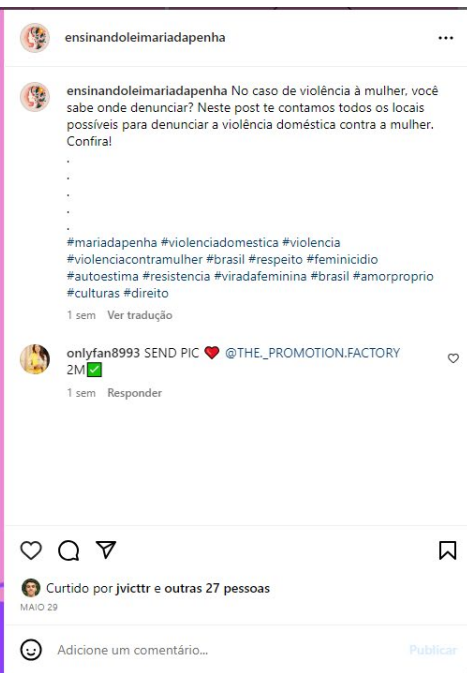 ensinandoleimariadapenha
ensinandoleimariadapenha No caso de violência à mulher, você
sabe onde denunciar? Neste post te contamos todos os locais
possíveis para denunciar a violência doméstica contra a mulher.
Confira!
.
.
.
.
.
#mariadapenha #violenciadomestica #violencia
#violenciacontramulher #brasil #respeito #feminicidio
#autoestima #resistencia #viradafeminina #brasil #amorproprio
#culturas #direito
1 sem Ver tradução
onlyfan8993 SEND PIC ❤️ @THE._PROMOTION.FACTORY
2M✅
1 sem Responder
Curtido por jvicttr e outras 27 pessoas
MAIO 29
Adicione um comentário... Publicar